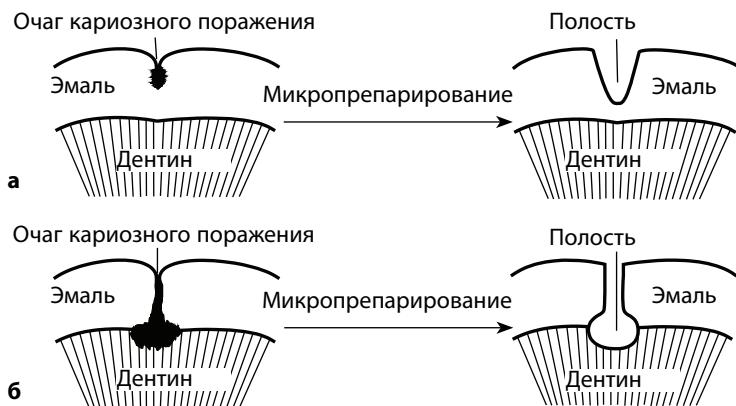 Очаг кариозного поражения
Полость
Эмаль
Микропрепарирование
Эмаль
Дентин
Дентин
а
Очаг кариозного поражения
Полость
Эмаль
Микропрепарирование
Эмаль
Дентин
Дентин
б